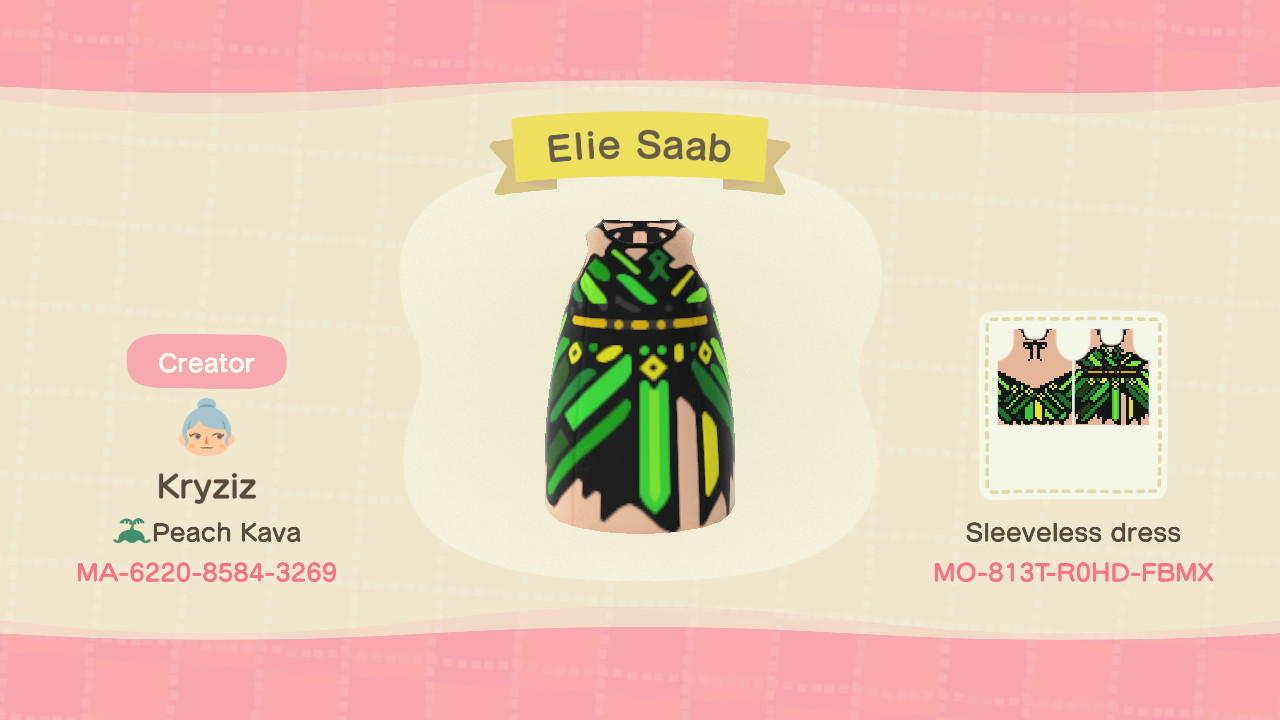 Elie Saab
Creator
Kryziz
Peach Kava
MA-6220-8584-3269
Sleeveless dress
MO-813T-R0HD-FBMX